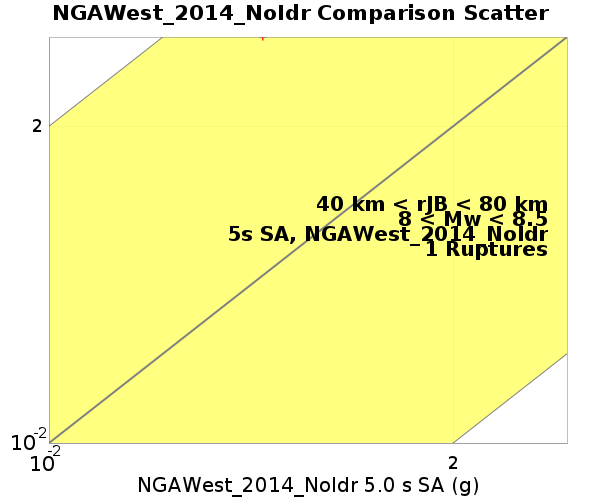 NGAWest_2014_NoIdr Comparison Scatter
2
40 km < rJB < 80 km
8 < Mw < 8.5
5s SA, NGAWest_2014_NoIdr
1 Ruptures
10^-2
10^-2
2
NGAWest_2014_NoIdr 5.0 s SA (g)